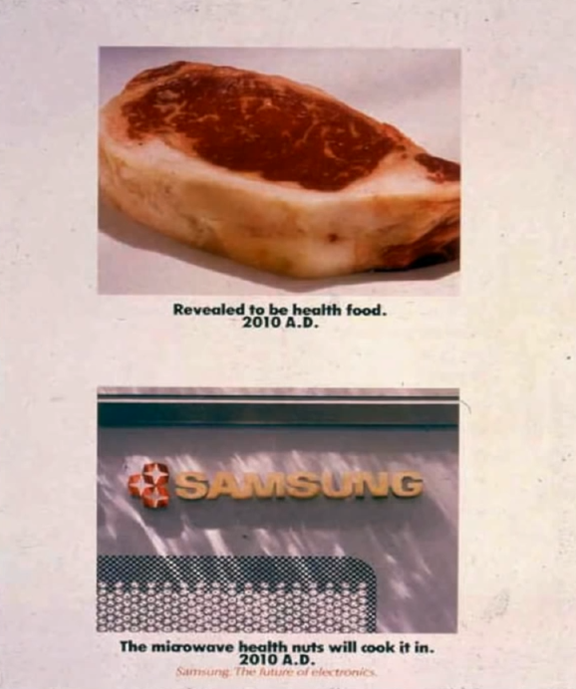 Revealed to be health food.
2010 A.D.
SAMSUNG
The microwave health nuts will cook it in.
2010 A.D.
Samsung. The future of electronics.